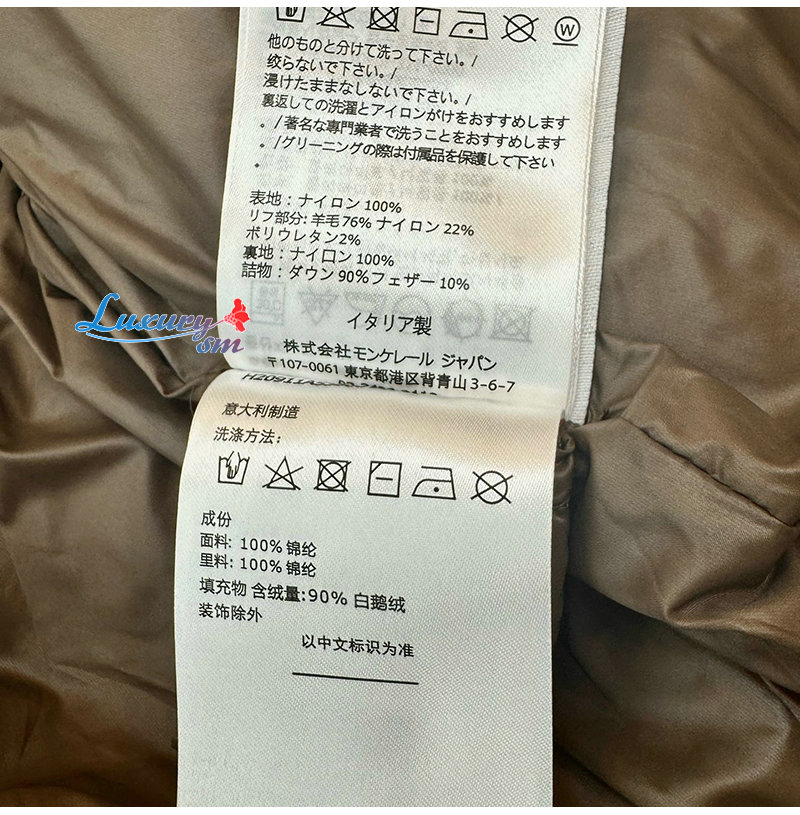 他のものと分けて洗って下さい。/
絞らないで下さい。/
浸けたままなしないで下さい。/
裏返しての洗濯とアイロンがけをおすすめします
。/著名な専門業者で洗うことをおすすめします
。/グリーニングの際は付属品を保護して下さい
。
表地：ナイロン 100%
リフ部分: 羊毛 76% ナイロン 22%
ポリウレタン2%
裏地：ナイロン 100%
詰物：ダウン 90%フェザー 10%
Luxury
sm
イタリア製
株式会社モンケレール ジャパン
〒107-0061 東京都港区背青山 3-6-7
意大利制造
洗涤方法:
成份
面料: 100% 锦纶
里料: 100% 锦纶
填充物 含绒量:90% 白鹅绒
装饰除外
以中文标识为准